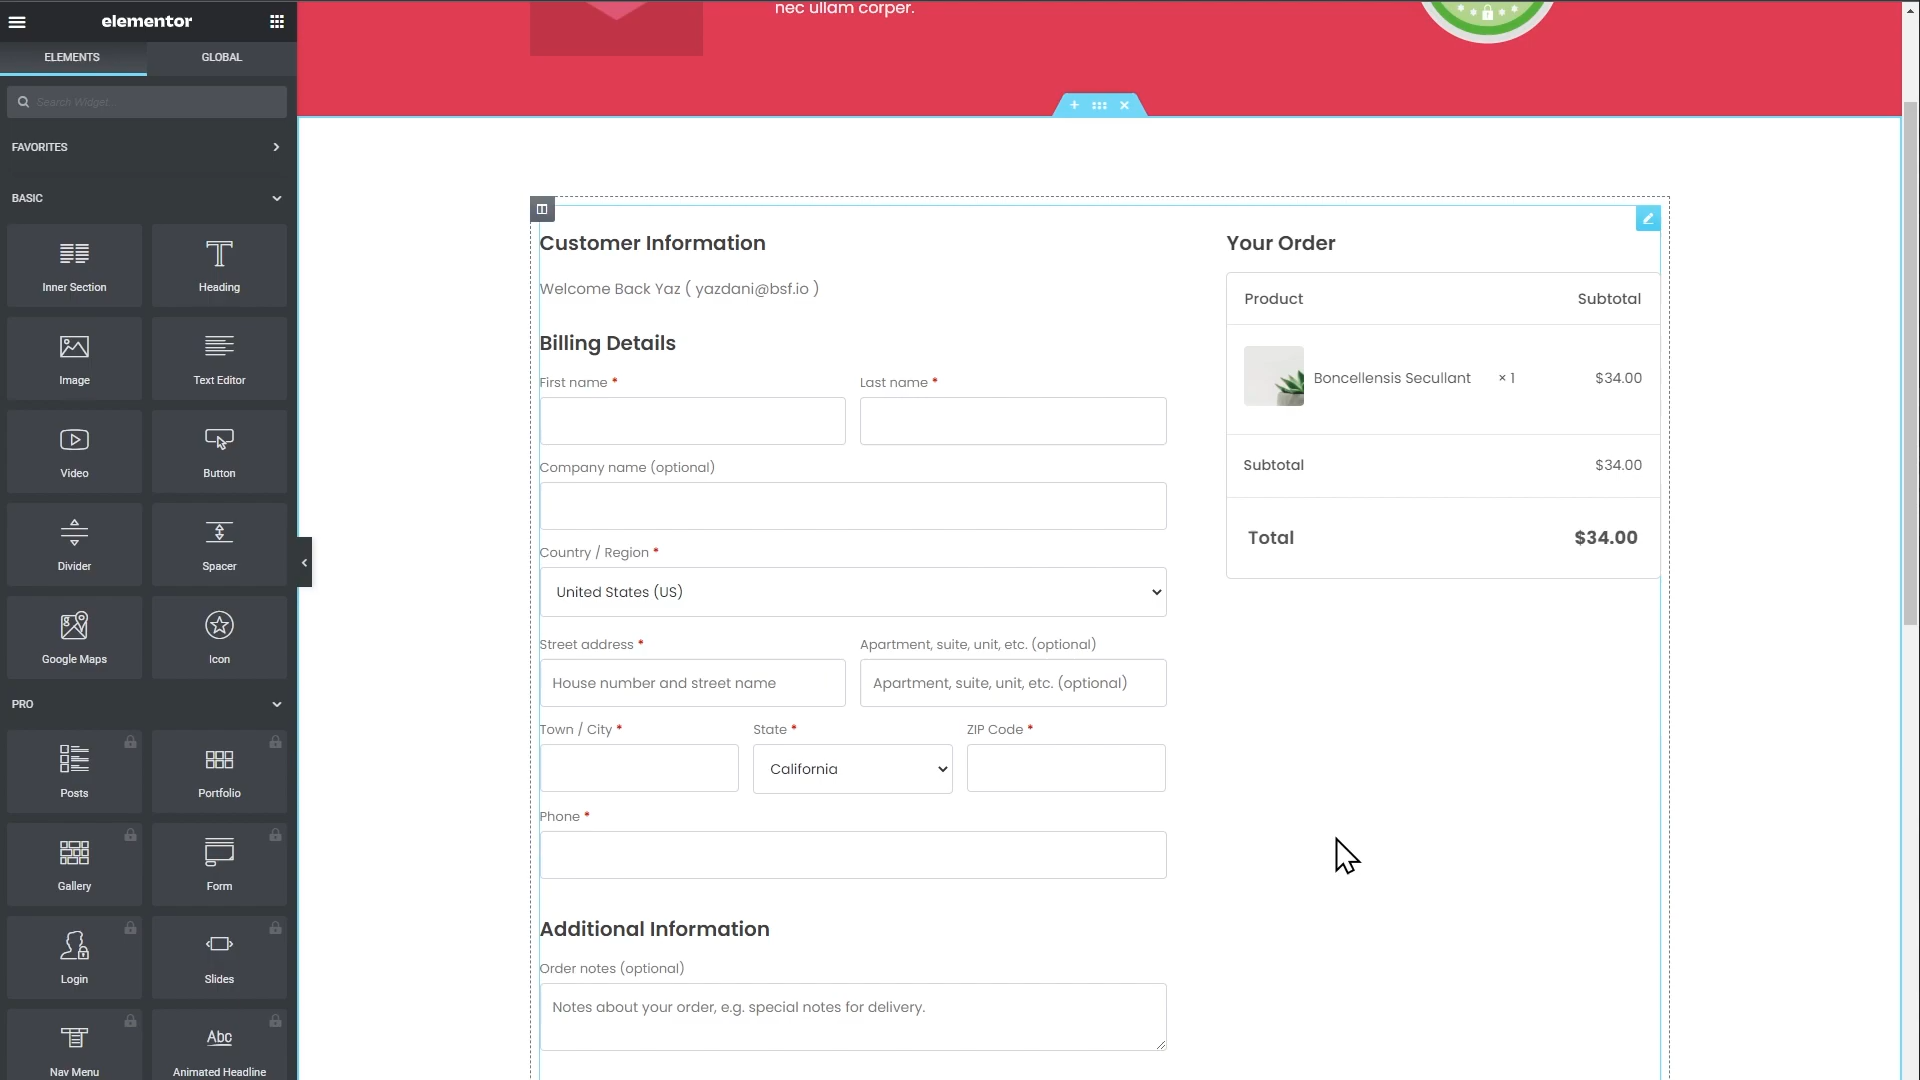 elementor
ELEMENTS
GLOBAL
Search Widget...
FAVORITES
BASIC
Inner Section
Heading
Image
Text Editor
Video
Button
Divider
Spacer
Google Maps
Icon
PRO
Posts
Portfolio
Gallery
Form
Login
Slides
Abc
Nav Menu
Animated Headline
nec ullam corper.
Customer Information
Welcome Back Yaz ( yazdani@bsf.io )
Billing Details
First name *
Last name *
Company name (optional)
Country / Region *
United States (US)
Street address *
Apartment, suite, unit, etc. (optional)
House number and street name
Apartment, suite, unit, etc. (optional)
Town / City *
State *
ZIP Code *
California
Phone *
Additional Information
Order notes (optional)
Notes about your order, e.g. special notes for delivery.
Your Order
Product Subtotal
Boncellensis Secullant × 1 $34.00
Subtotal $34.00
Total $34.00